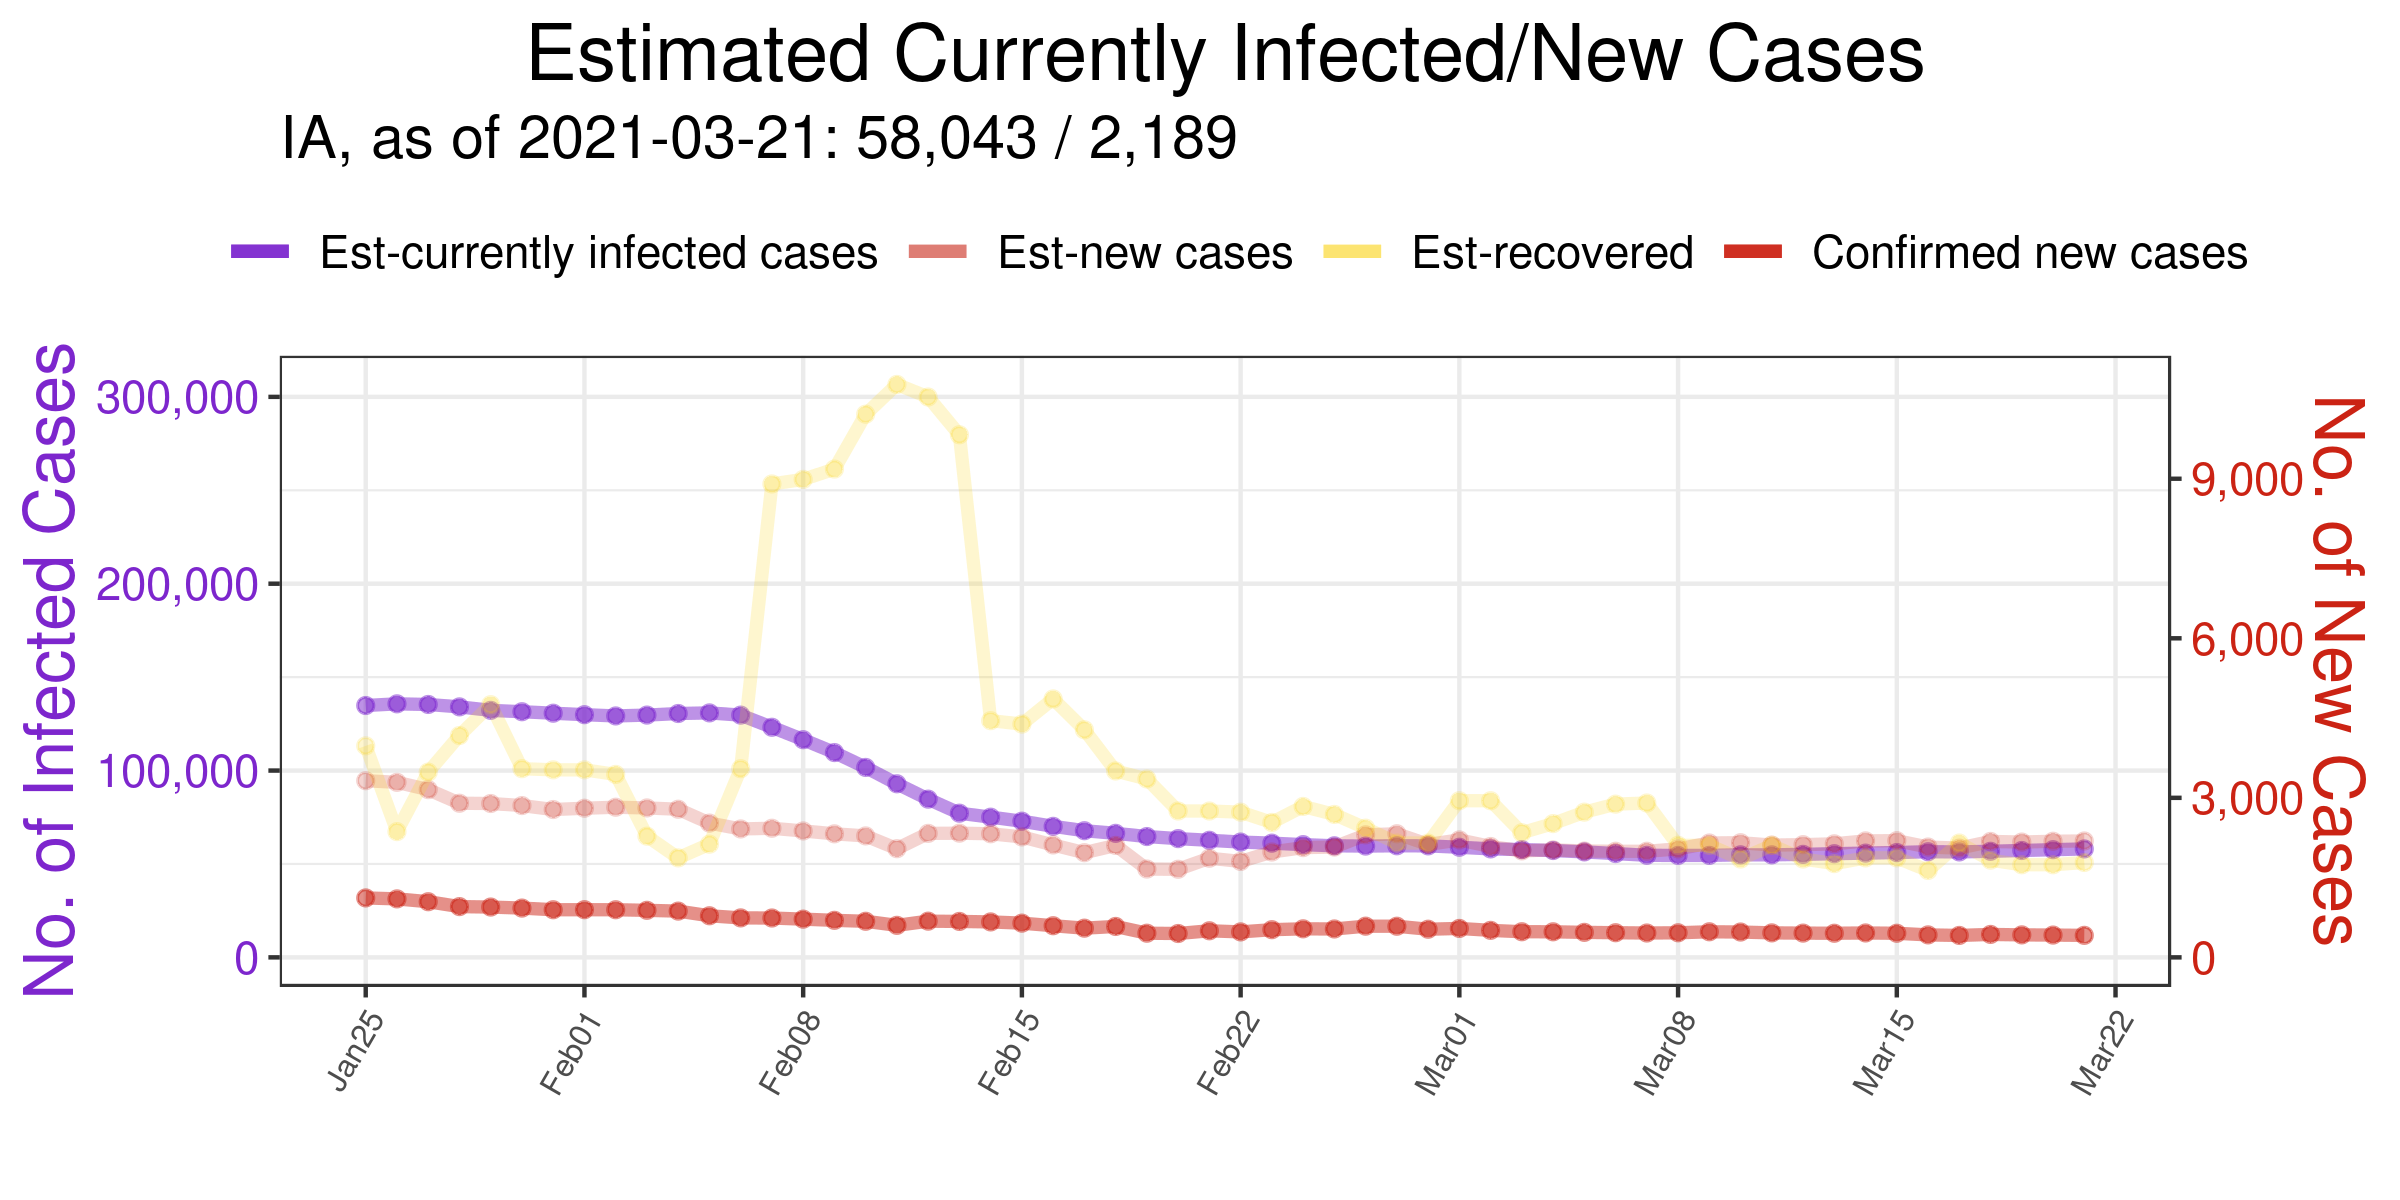 Estimated Currently Infected/New Cases
IA, as of 2021-03-21: 58,043 / 2,189
Est-currently infected cases Est-new cases Est-recovered Confirmed new cases
No. of Infected Cases
300,000
200,000
100,000
0
9,000
6,000
3,000
0
No. of New Cases
Jan25 Feb01 Feb08 Feb15 Feb22 Mar01 Mar08 Mar15 Mar22